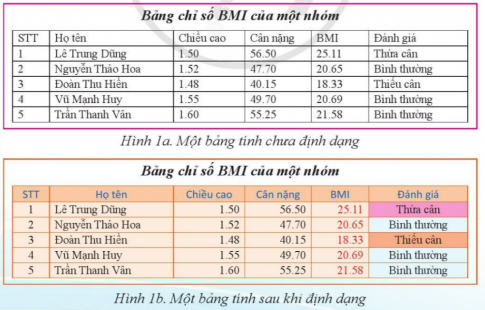 Bảng chỉ số BMI của một nhóm
STT Họ tên Chiều cao Cân nặng BMI Đánh giá
1 Lê Trung Dũng 1.50 56.50 25.11 Thừa cân
2 Nguyễn Thảo Hoa 1.52 47.70 20.65 Bình thường
3 Đoàn Thu Hiền 1.48 40.15 18.33 Thiếu cân
4 Vũ Mạnh Huy 1.55 49.70 20.69 Bình thường
5 Trần Thanh Vân 1.60 55.25 21.58 Bình thường
Hình 1a. Một bảng tính chưa định dạng
Bảng chỉ số BMI của một nhóm
STT Họ tên Chiều cao Cân nặng BMI Đánh giá
1 Lê Trung Dũng 1.50 56.50 25.11 Thừa cân
2 Nguyễn Thảo Hoa 1.52 47.70 20.65 Bình thường
3 Đoàn Thu Hiền 1.48 40.15 18.33 Thiếu cân
4 Vũ Mạnh Huy 1.55 49.70 20.69 Bình thường
5 Trần Thanh Vân 1.60 55.25 21.58 Bình thường
Hình 1b. Một bảng tính sau khi định dạng